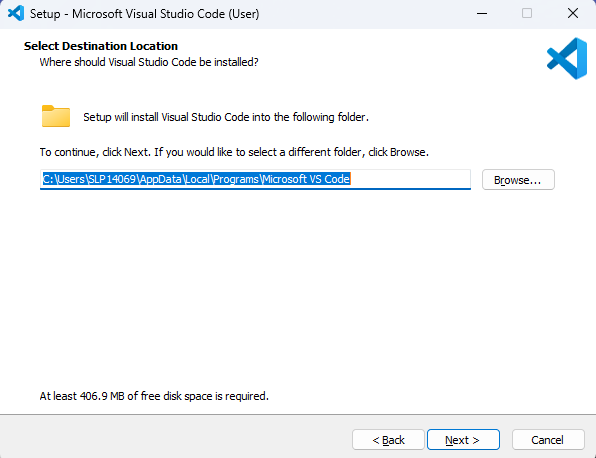 Setup - Microsoft Visual Studio Code (User)
Select Destination Location
Where should Visual Studio Code be installed?
Setup will install Visual Studio Code into the following folder.
To continue, click Next. If you would like to select a different folder, click Browse.
C:\Users\SLP14069\AppData\Local\Programs\Microsoft VS Code
Browse...
At least 406.9 MB of free disk space is required.
< Back
Next >
Cancel